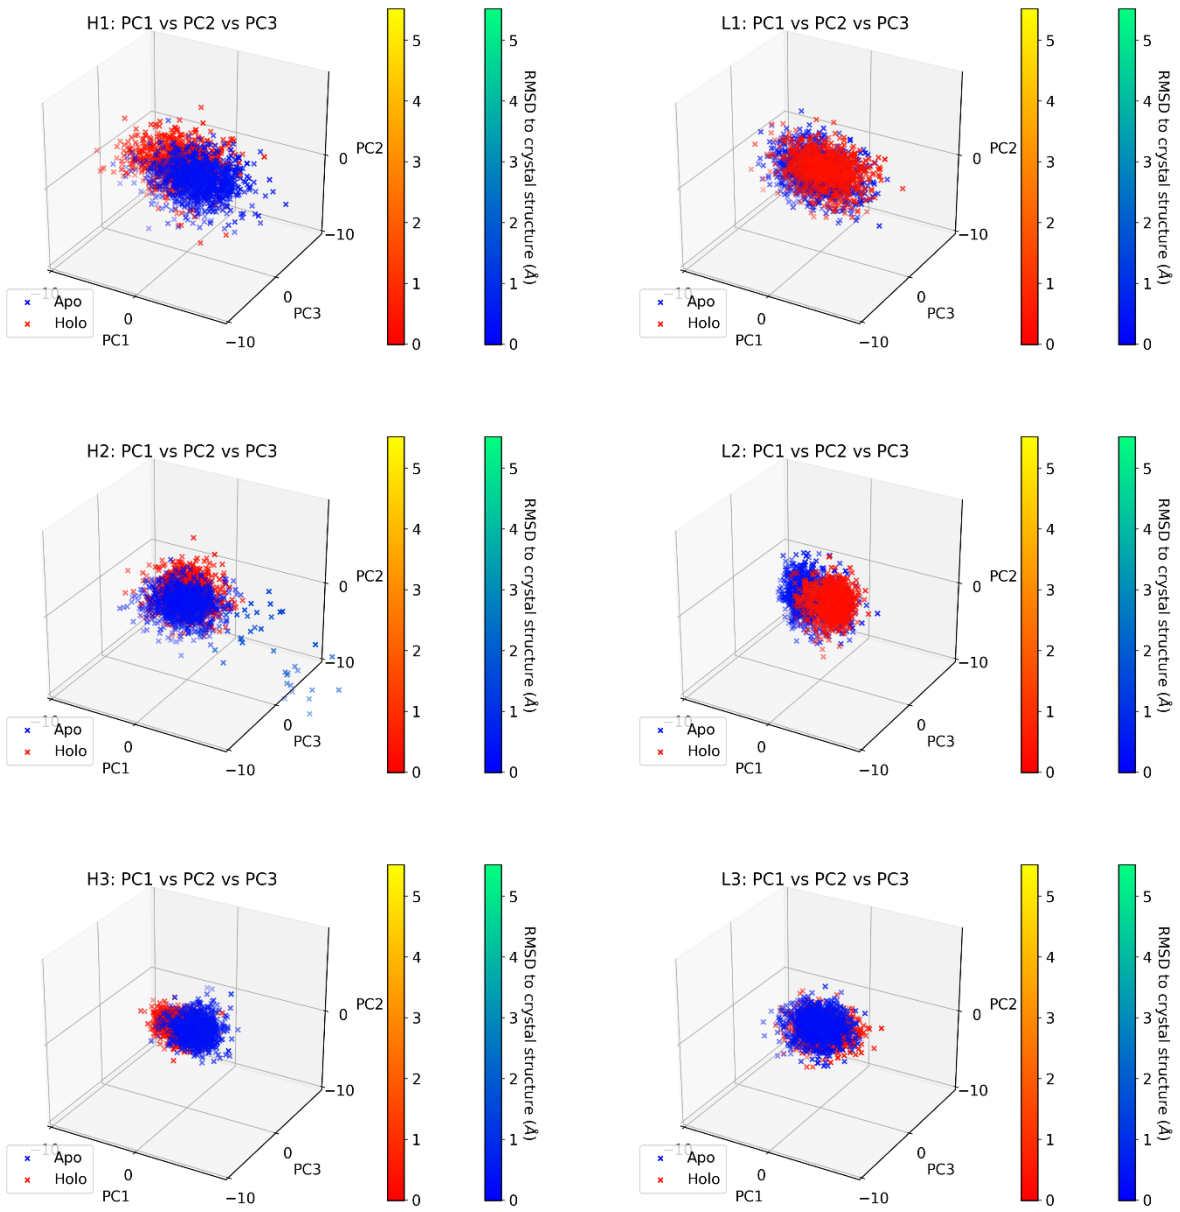 H1: PC1 vs PC2 vs PC3
5
4
3
2
1
0
5
4
3
2
1
0
RMSD to crystal structure (Å)
PC2
0
−10
0
PC3
−10
−10
0
PC1
Apo
Holo
L1: PC1 vs PC2 vs PC3
5
4
3
2
1
0
5
4
3
2
1
0
RMSD to crystal structure (Å)
PC2
0
−10
0
PC3
−10
−10
0
PC1
Apo
Holo
H2: PC1 vs PC2 vs PC3
5
4
3
2
1
0
5
4
3
2
1
0
RMSD to crystal structure (Å)
PC2
0
−10
0
PC3
−10
−10
0
PC1
Apo
Holo
L2: PC1 vs PC2 vs PC3
5
4
3
2
1
0
5
4
3
2
1
0
RMSD to crystal structure (Å)
PC2
0
−10
0
PC3
−10
−10
0
PC1
Apo
Holo
H3: PC1 vs PC2 vs PC3
5
4
3
2
1
0
5
4
3
2
1
0
RMSD to crystal structure (Å)
PC2
0
−10
0
PC3
−10
−10
0
PC1
Apo
Holo
L3: PC1 vs PC2 vs PC3
5
4
3
2
1
0
5
4
3
2
1
0
RMSD to crystal structure (Å)
PC2
0
−10
0
PC3
−10
−10
0
PC1
Apo
Holo